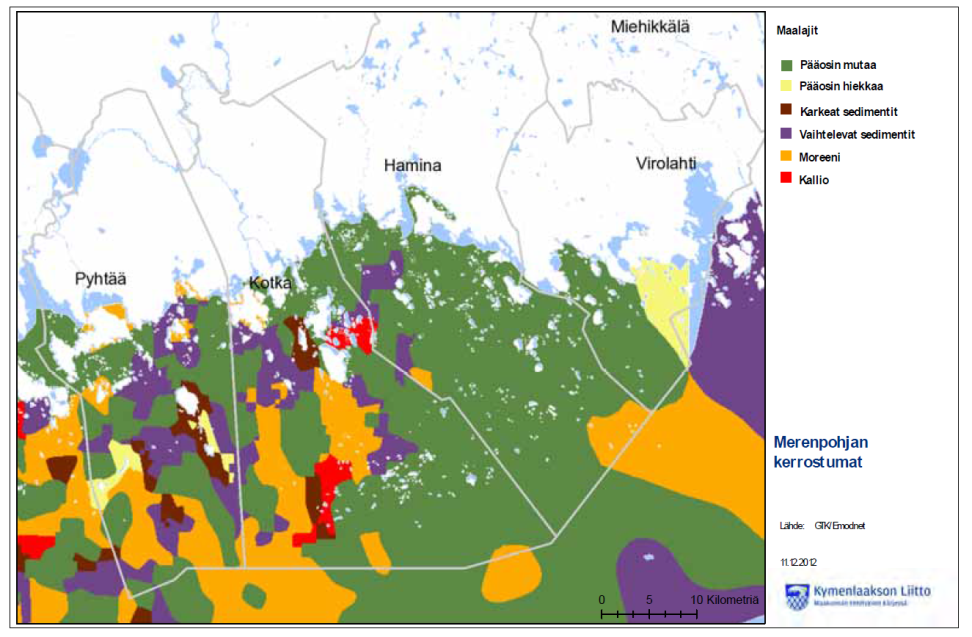 Miehikkälä
Hamina
Virolahti
Pyhtää
Kotka
0 5 10 Kilometriä
Maalajit
Pääosin mutaa
Pääosin hiekkaa
Karkeat sedimentit
Vaihtelevat sedimentit
Moreeni
Kallio
Merenpohjan
kerrostumat
Lähde: GTK/Emodnet
11.12.2012
Kymenlaakson Liitto